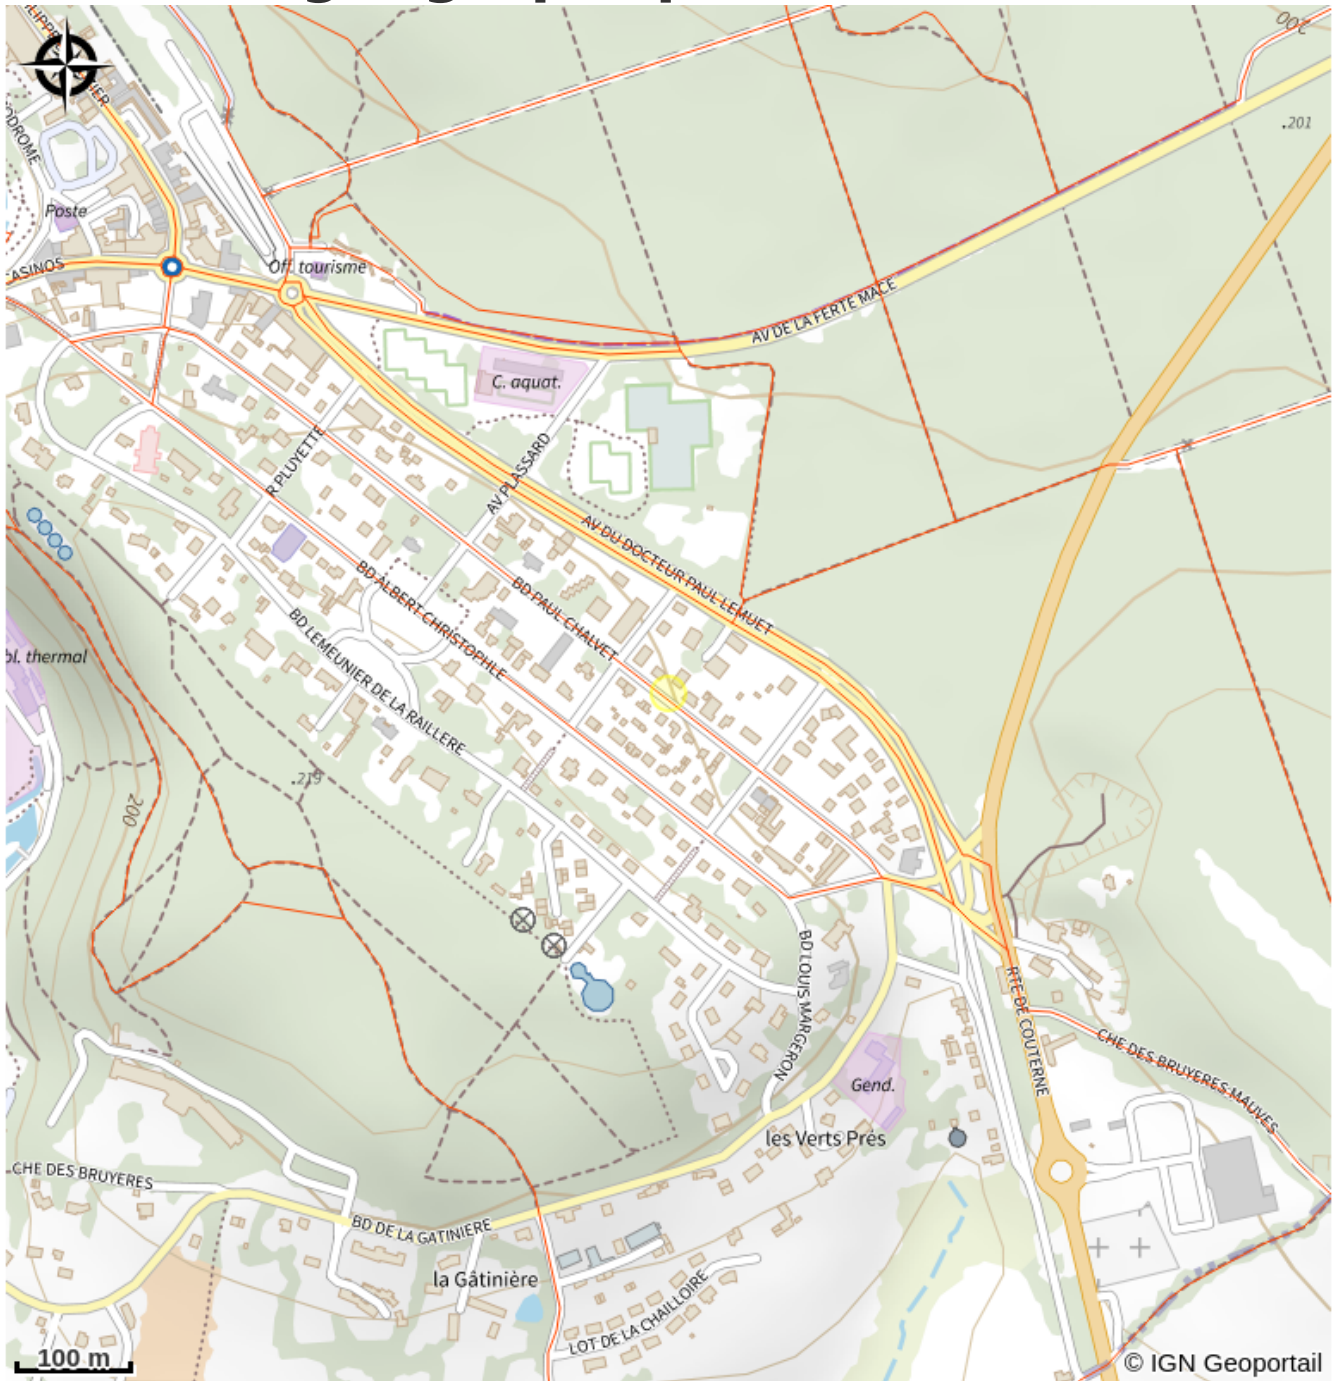 200
.201
Poste
ASINOS
Off. tourisme
AV DE LA FERTE MACE
C. aquat.
R PLUYETTE
AV PLASSARD
AV DU DOCTEUR PAUL LEMUET
BD ALBERT CHRISTOPHLE
BD PAUL CHALVET
BD LEMEUNIER DE LA RAILLERE
bl. thermal
.219
200
BD LOUIS MARGERON
RTE DE COUTERNE
CHE DES BRUYERES MAUVES
Gend.
les Verts Prés
CHE DES BRUYERES
BD DE LA GATINIERE
la Gâtinière
LOT DE LA CHAILLOIRE
100 m
© IGN Geoportail